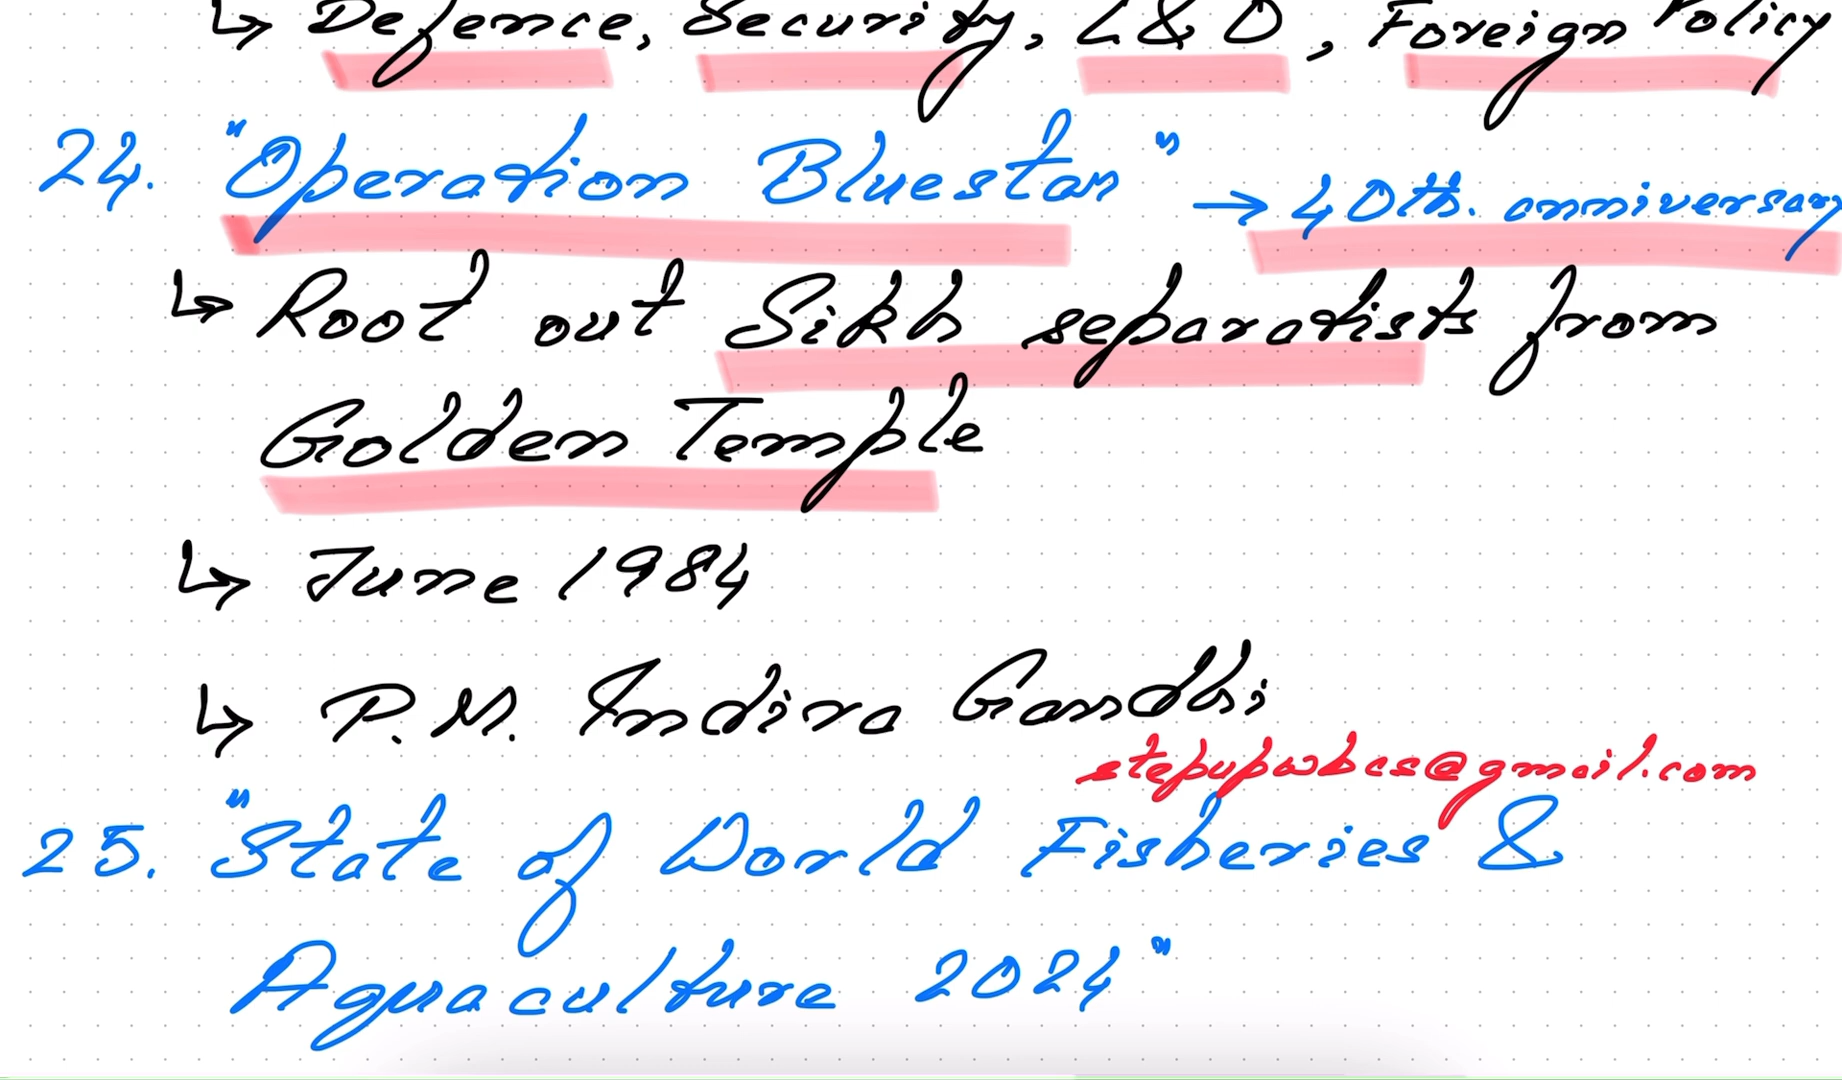 ↳ Defence, Security, L&O, Foreign Policy
24. "Operation Bluestar" → 40th. anniversary
↳ Root out Sikh separatists from
Golden Temple
↳ June 1984
↳ P.M. Indira Gandhi
stepupwbcs@gmail.com
25. "State of World Fisheries &
Aquaculture 2024"